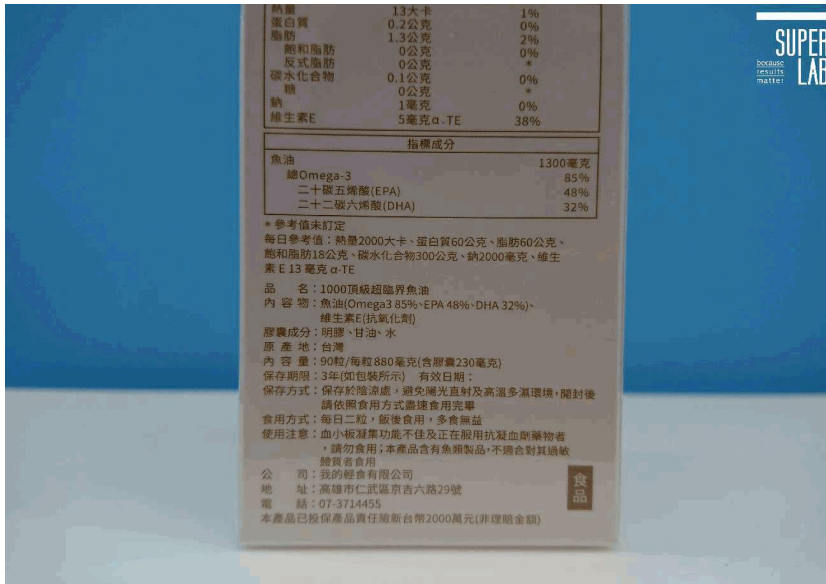 熱量 13大卡 1%
蛋白質 0.2公克 0%
脂肪 1.3公克 2%
飽和脂肪 0公克 0%
反式脂肪 0公克 *
碳水化合物 0.1公克 0%
糖 0公克 *
鈉 1毫克 0%
維生素E 5毫克α-TE 38%
指標成分
魚油 1300毫克
總Omega-3 85%
二十碳五烯酸(EPA) 48%
二十二碳六烯酸(DHA) 32%
* 參考值未訂定
每日參考值：熱量2000大卡、蛋白質60公克、脂肪60公克、
飽和脂肪18公克、碳水化合物300公克、鈉2000毫克、維生
素 E 13 毫克 α-TE
品 名：1000頂級超臨界魚油
內 容 物：魚油(Omega3 85%、EPA 48%、DHA 32%)、
維生素E(抗氧化劑)
膠囊成分：明膠、甘油、水
原 產 地：台灣
內 容 量：90粒/每粒880毫克(含膠囊230毫克)
保存期限：3年(如包裝所示) 有效日期：
保存方式：保存於陰涼處，避免陽光直射及高溫多濕環境，開封後
請依照食用方式盡速食用完畢
食用方式：每日二粒，飯後食用，多食無益
使用注意：血小板凝集功能不佳及正在服用抗凝血劑藥物者
，請勿食用；本產品含有魚類製品，不適合對其過敏
體質者食用
公 司：我的輕食有限公司
地 址：高雄市仁武區京吉六路29號
電 話：07-3714455
本產品已投保產品責任險新台幣2000萬元(非理賠金額)
食品
SUPER LAB
because
results
matter